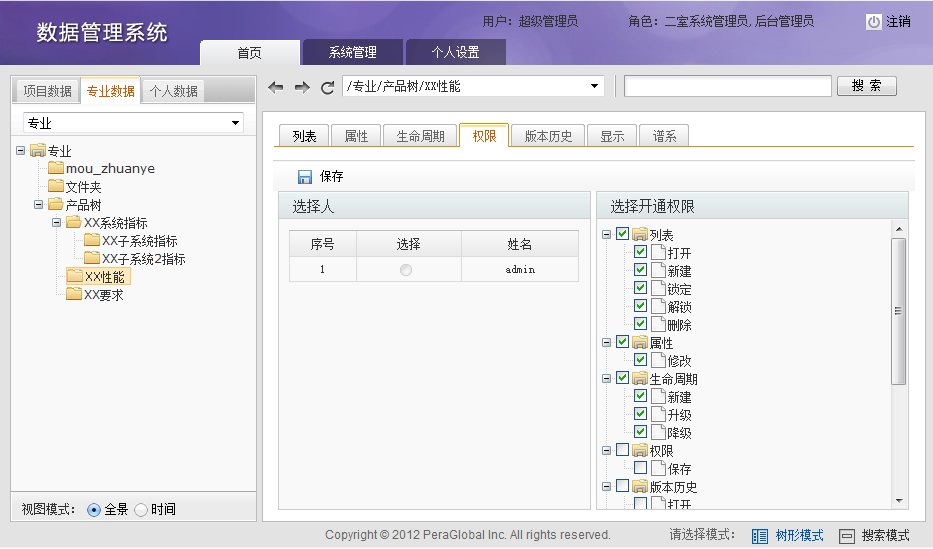 数据管理系统
用户：超级管理员 角色：二室系统管理员, 后台管理员 注销
首页 系统管理 个人设置
项目数据 专业数据 个人数据
/专业/产品树/XX性能 搜 索
专业
专业
mou_zhuanye
文件夹
产品树
XX系统指标
XX子系统指标
XX子系统2指标
XX性能
XX要求
视图模式： 全景 时间
列表 属性 生命周期 权限 版本历史 显示 谱系
保存
选择人
序号 选择 姓名
1 admin
选择开通权限
列表
打开
新建
锁定
解锁
删除
属性
修改
生命周期
新建
升级
降级
权限
保存
版本历史
打开
Copyright © 2012 PeraGlobal Inc. All rights reserved.
请选择模式： 树形模式 搜索模式